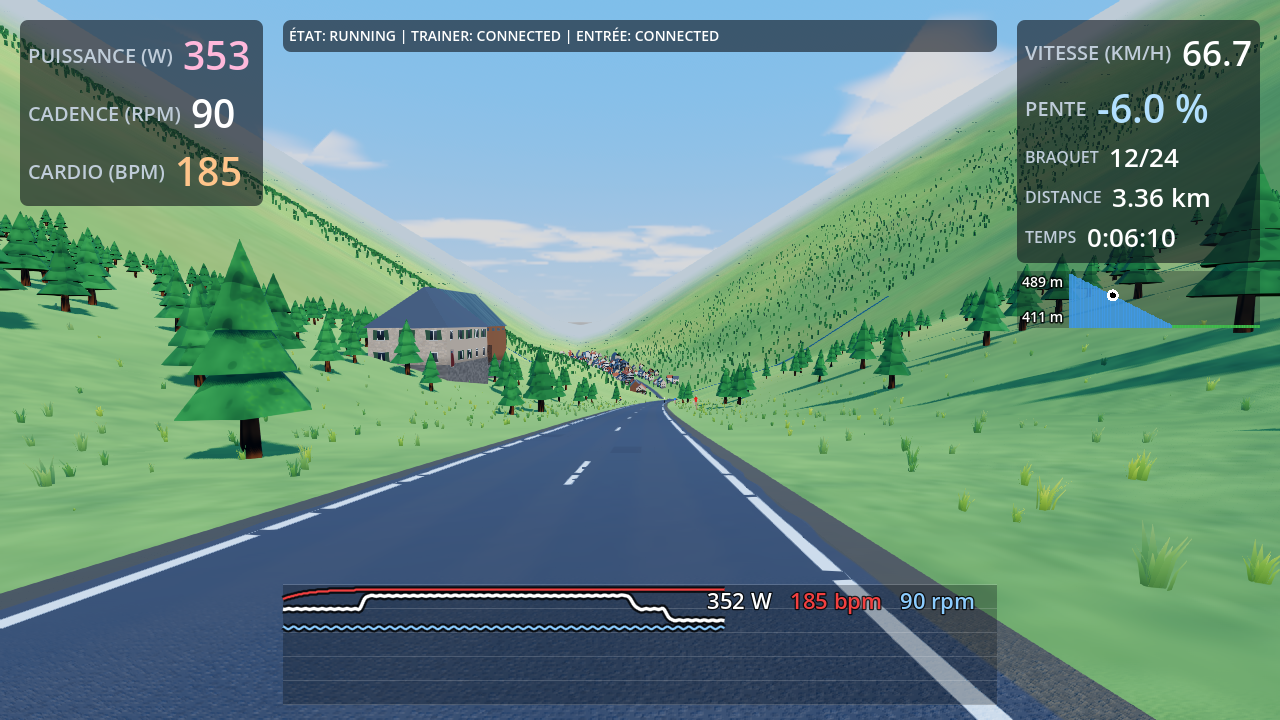 PUISSANCE (W) 353
CADENCE (RPM) 90
CARDIO (BPM) 185
ÉTAT: RUNNING | TRAINER: CONNECTED | ENTRÉE: CONNECTED
VITESSE (KM/H) 66.7
PENTE -6.0 %
BRAQUET 12/24
DISTANCE 3.36 km
TEMPS 0:06:10
489 m
411 m
352 W 185 bpm 90 rpm